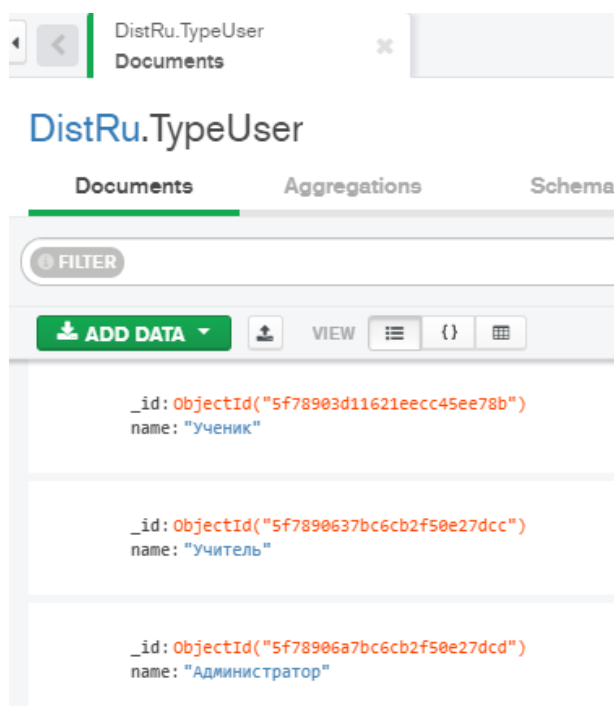 DistRu.TypeUser
Documents
DistRu.TypeUser
Documents Aggregations Schema
FILTER
ADD DATA VIEW {}
_id: ObjectId("5f78903d11621eecc45ee78b")
name: "Ученик"
_id: ObjectId("5f7890637bc6cb2f50e27dcc")
name: "Учитель"
_id: ObjectId("5f78906a7bc6cb2f50e27dcd")
name: "Администратор"